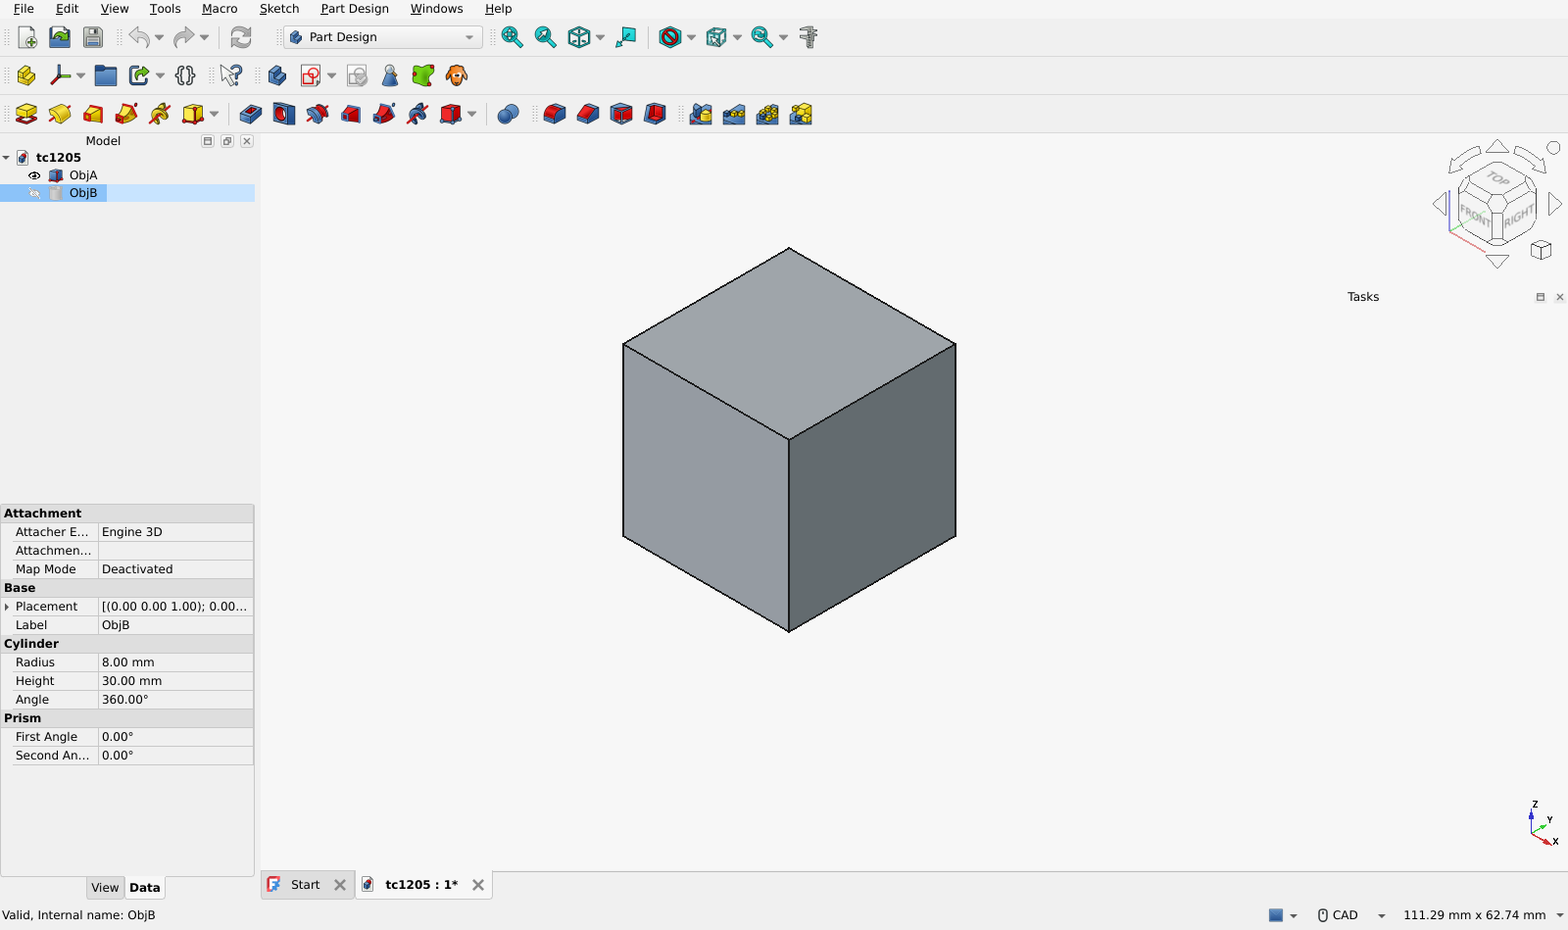 File Edit View Tools Macro Sketch Part Design Windows Help
Part Design
Model
tc1205
ObjA
ObjB
TOP
FRONT
RIGHT
Tasks
Attachment
Attacher E... Engine 3D
Attachmen...
Map Mode Deactivated
Base
Placement [(0.00 0.00 1.00); 0.00...
Label ObjB
Cylinder
Radius 8.00 mm
Height 30.00 mm
Angle 360.00°
Prism
First Angle 0.00°
Second An... 0.00°
Z
Y
X
View Data
Start
tc1205 : 1*
Valid, Internal name: ObjB
CAD
111.29 mm x 62.74 mm